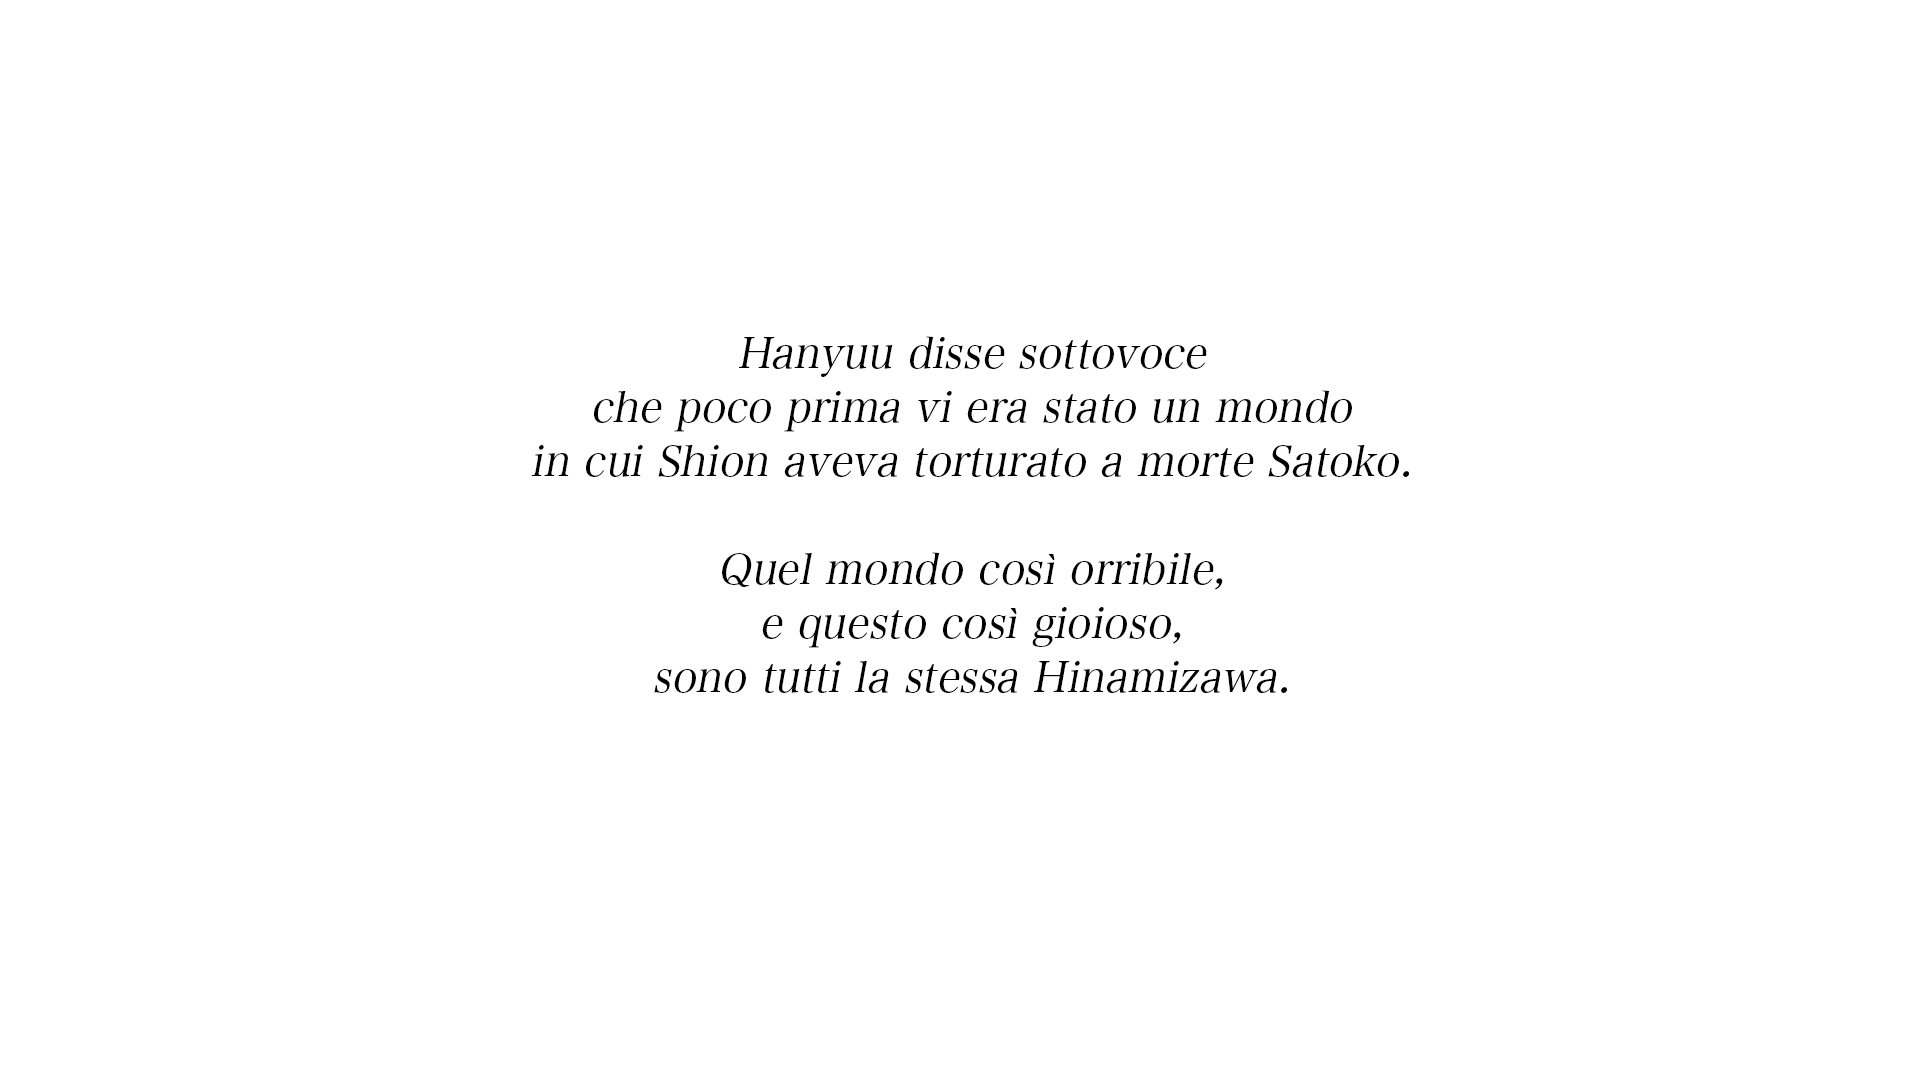 Hanyuu disse sottovoce
che poco prima vi era stato un mondo
in cui Shion aveva torturato a morte Satoko.
Quel mondo così orribile,
e questo così gioioso,
sono tutti la stessa Hinamizawa.